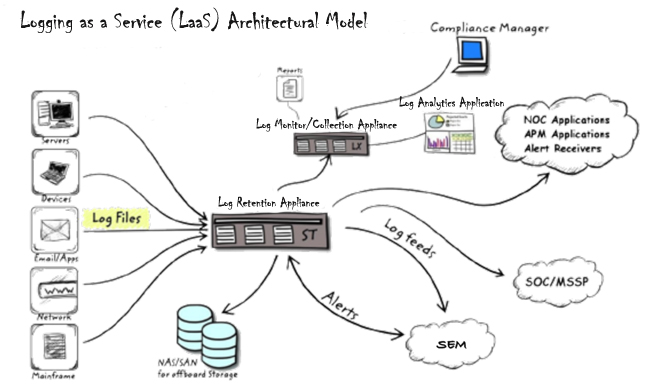 Logging as a Service (LaaS) Architectural Model
Compliance Manager
Reports
Log Monitor/Collection Appliance
LX
Log Analytics Application
NOC Applications
APM Applications
Alert Receivers
Servers
Devices
Log Files
Email/Apps
WWW
Network
Mainframe
Log Retention Appliance
ST
Log feeds
Alerts
SOC/MSSP
SEM
NAS/SAN
for offboard Storage